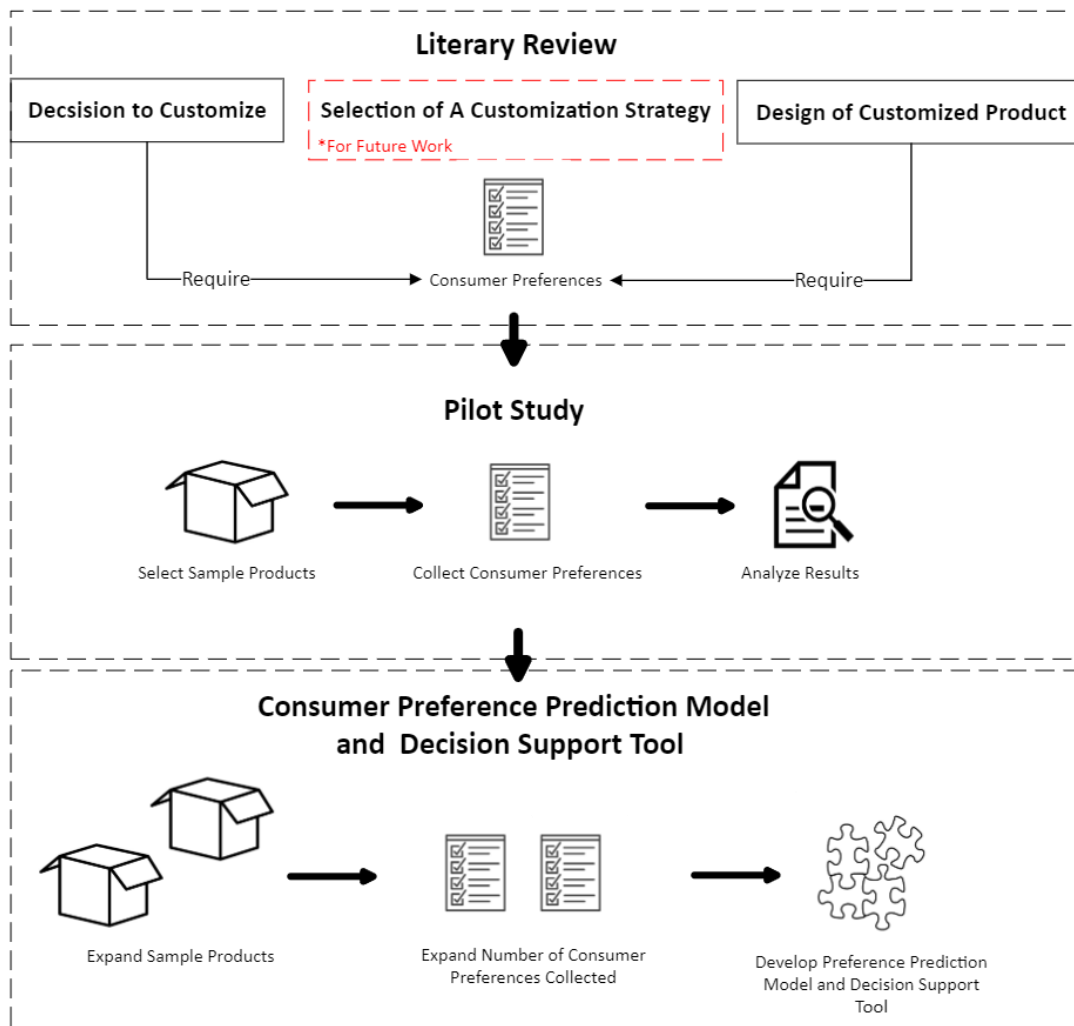 Literary Review
Decsision to Customize
Selection of A Customization Strategy
*For Future Work
Design of Customized Product
Require
Consumer Preferences
Require
Pilot Study
Select Sample Products
Collect Consumer Preferences
Analyze Results
Consumer Preference Prediction Model
and Decision Support Tool
Expand Sample Products
Expand Number of Consumer
Preferences Collected
Develop Preference Prediction
Model and Decision Support
Tool